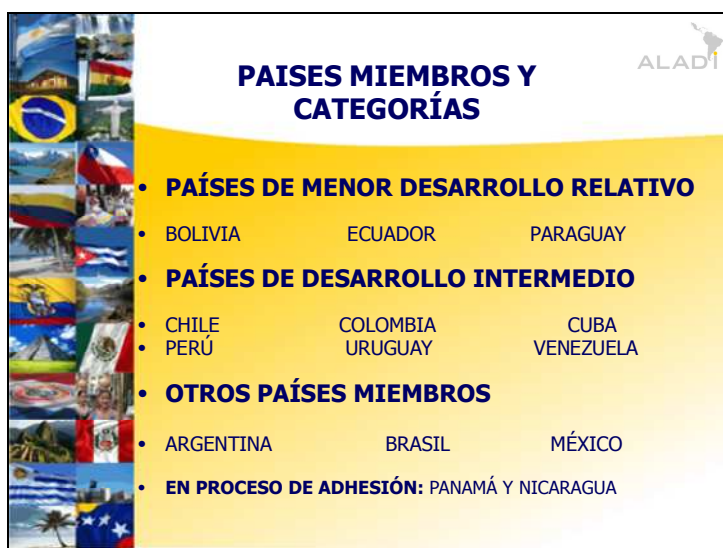 ALADI
PAISES MIEMBROS Y
CATEGORÍAS
• PAÍSES DE MENOR DESARROLLO RELATIVO
• BOLIVIA ECUADOR PARAGUAY
• PAÍSES DE DESARROLLO INTERMEDIO
• CHILE COLOMBIA CUBA
• PERÚ URUGUAY VENEZUELA
• OTROS PAÍSES MIEMBROS
• ARGENTINA BRASIL MÉXICO
• EN PROCESO DE ADHESIÓN: PANAMÁ Y NICARAGUA